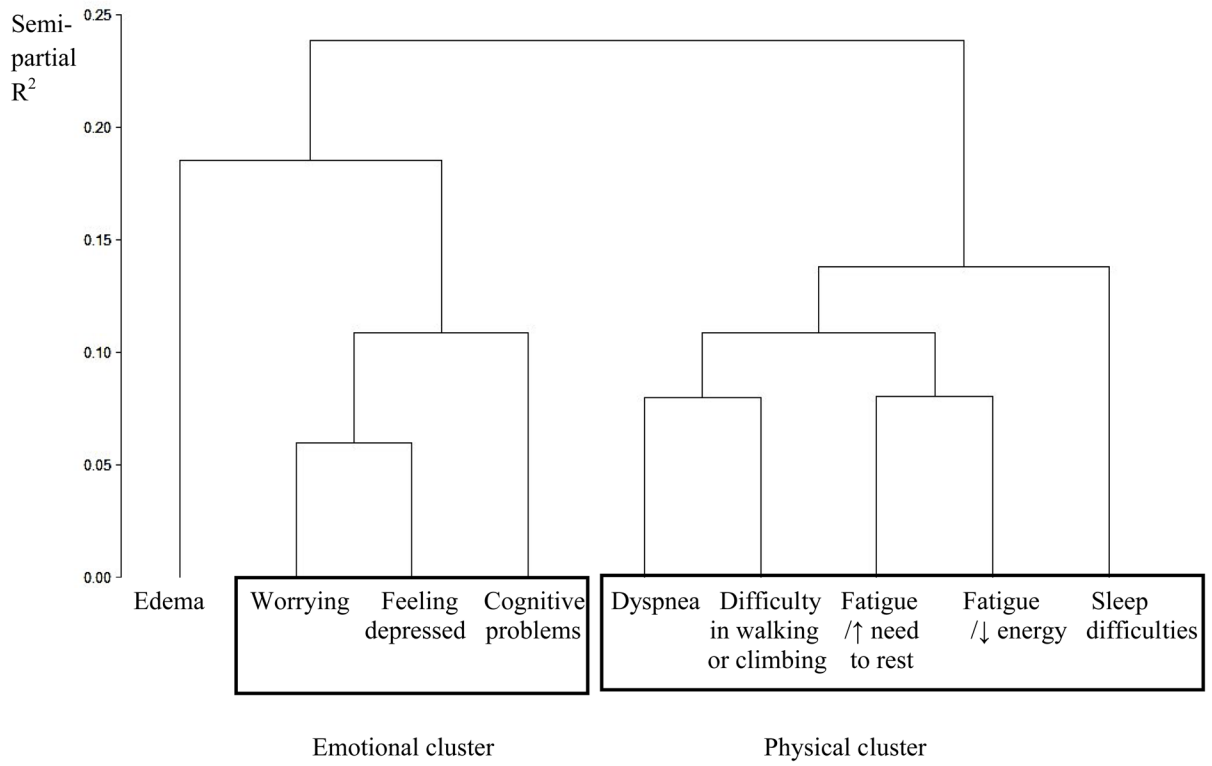 Semi-
partial
R²
0.25
0.20
0.15
0.10
0.05
0.00
Edema
Worrying
Feeling
depressed
Cognitive
problems
Dyspnea
Difficulty
in walking
or climbing
Fatigue
/↑ need
to rest
Fatigue
/↓ energy
Sleep
difficulties
Emotional cluster
Physical cluster